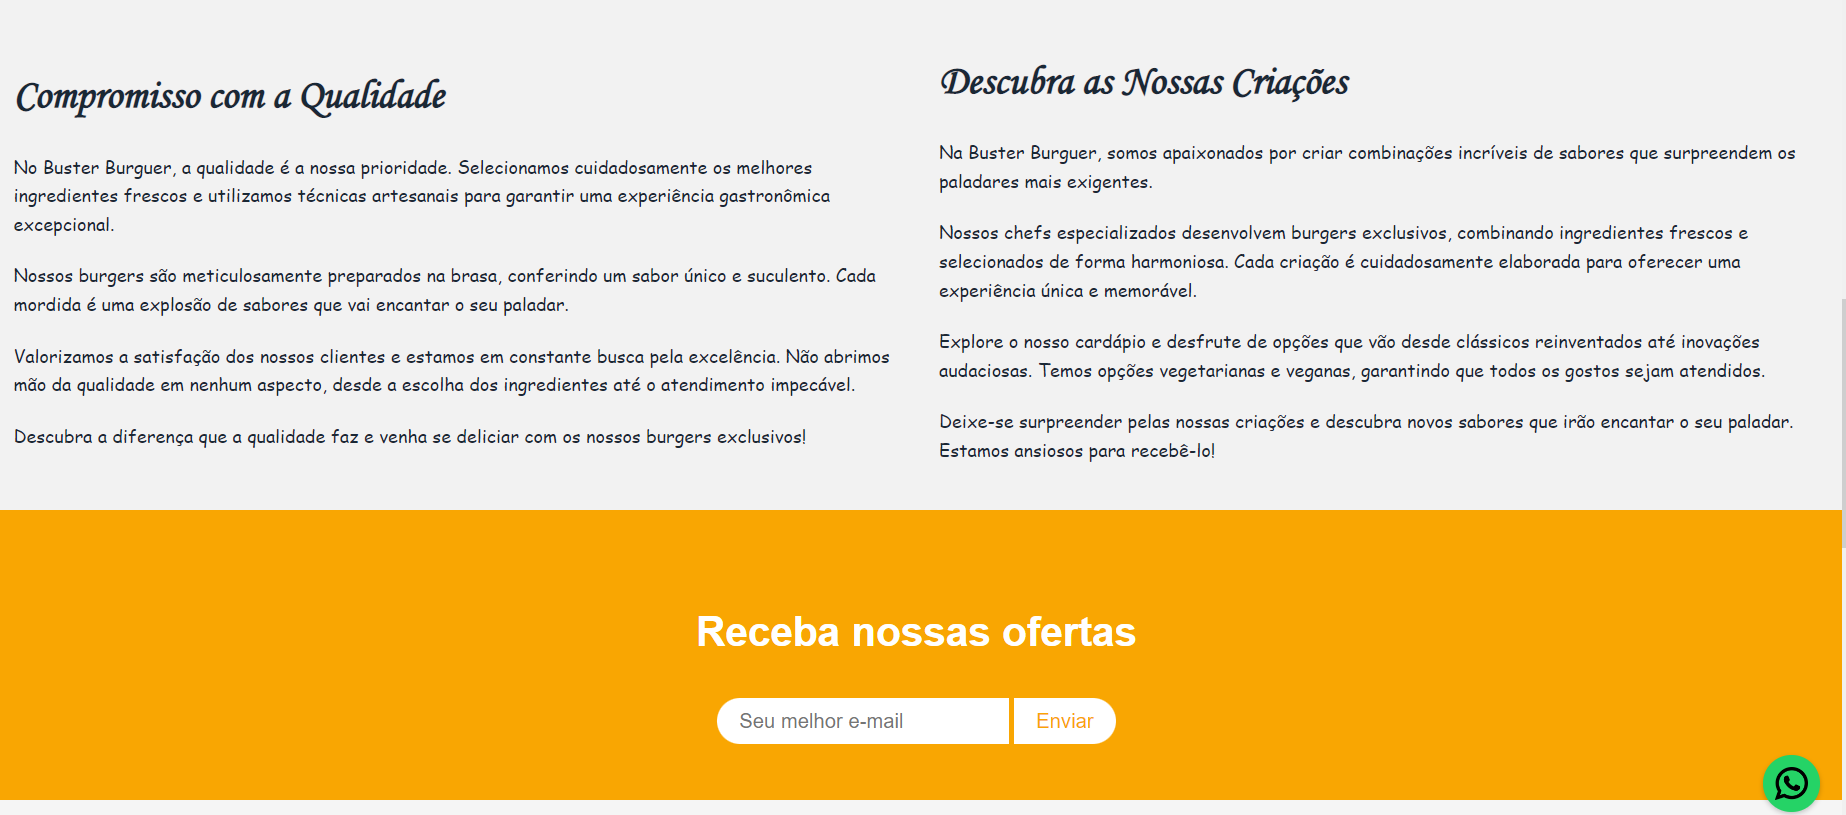 Compromisso com a Qualidade
No Buster Burguer, a qualidade é a nossa prioridade. Selecionamos cuidadosamente os melhores
ingredientes frescos e utilizamos técnicas artesanais para garantir uma experiência gastronômica
excepcional.
Nossos burgers são meticulosamente preparados na brasa, conferindo um sabor único e suculento. Cada
mordida é uma explosão de sabores que vai encantar o seu paladar.
Valorizamos a satisfação dos nossos clientes e estamos em constante busca pela excelência. Não abrimos
mão da qualidade em nenhum aspecto, desde a escolha dos ingredientes até o atendimento impecável.
Descubra a diferença que a qualidade faz e venha se deliciar com os nossos burgers exclusivos!
Descubra as Nossas Criações
Na Buster Burguer, somos apaixonados por criar combinações incríveis de sabores que surpreendem os
paladares mais exigentes.
Nossos chefs especializados desenvolvem burgers exclusivos, combinando ingredientes frescos e
selecionados de forma harmoniosa. Cada criação é cuidadosamente elaborada para oferecer uma
experiência única e memorável.
Explore o nosso cardápio e desfrute de opções que vão desde clássicos reinventados até inovações
audaciosas. Temos opções vegetarianas e veganas, garantindo que todos os gostos sejam atendidos.
Deixe-se surpreender pelas nossas criações e descubra novos sabores que irão encantar o seu paladar.
Estamos ansiosos para recebê-lo!
Receba nossas ofertas
Seu melhor e-mail
Enviar